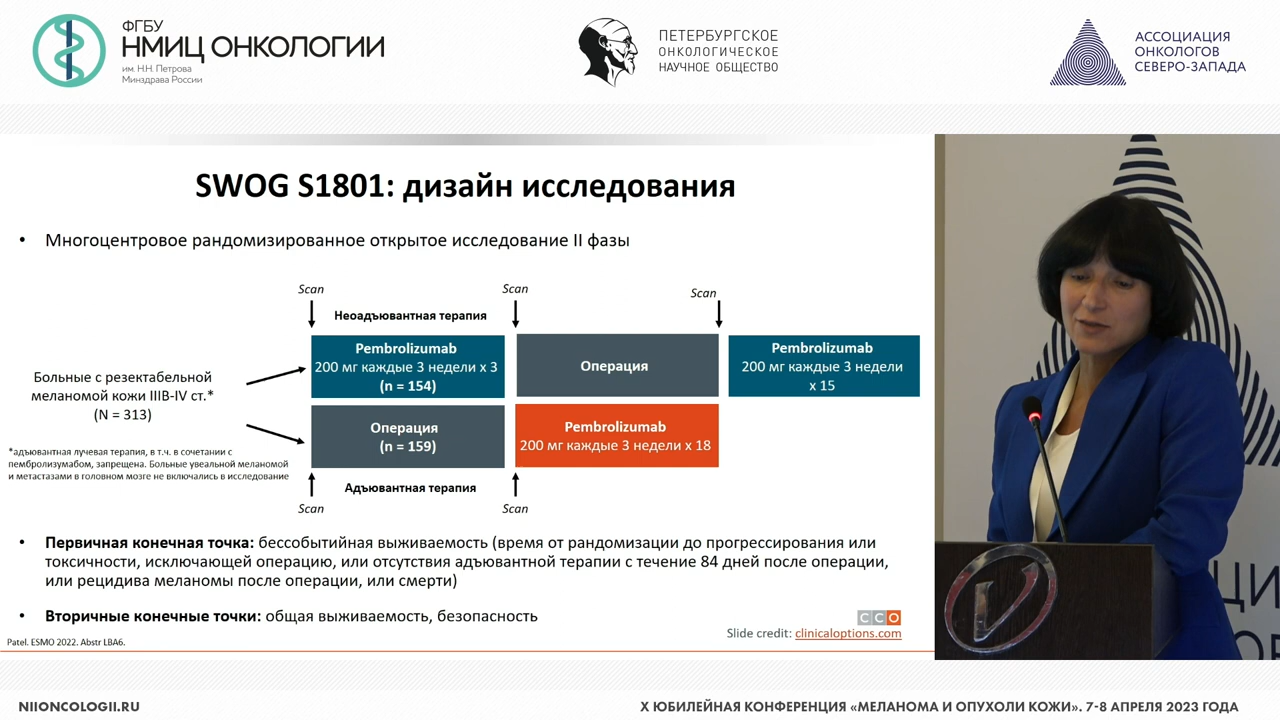 ФГБУ
НМИЦ ОНКОЛОГИИ
им. Н.Н. Петрова
Минздрава России
ПЕТЕРБУРГСКОЕ
ОНКОЛОГИЧЕСКОЕ
НАУЧНОЕ ОБЩЕСТВО
АССОЦИАЦИЯ
ОНКОЛОГОВ
СЕВЕРО-ЗАПАДА
SWOG S1801: дизайн исследования
• Многоцентровое рандомизированное открытое исследование II фазы
Scan
Scan
Scan
Неоадъювантная терапия
Pembrolizumab
200 мг каждые 3 недели x 3
(n = 154)
Операция
Pembrolizumab
200 мг каждые 3 недели
x 15
Больные с резектабельной
меланомой кожи IIIB-IV ст.*
(N = 313)
Операция
(n = 159)
Pembrolizumab
200 мг каждые 3 недели x 18
*адъювантная лучевая терапия, в т.ч. в сочетании с
пембролизумабом, запрещена. Больные увеальной меланомой
и метастазами в головном мозге не включались в исследование
Адъювантная терапия
Scan
Scan
• Первичная конечная точка: бессобытийная выживаемость (время от рандомизации до прогрессирования или
токсичности, исключающей операцию, или отсутствия адъювантной терапии с течение 84 дней после операции,
или рецидива меланомы после операции, или смерти)
• Вторичные конечные точки: общая выживаемость, безопасность
CCO
Slide credit: clinicaloptions.com
Patel. ESMO 2022. Abstr LBA6.
NIIONCOLOGII.RU
X ЮБИЛЕЙНАЯ КОНФЕРЕНЦИЯ «МЕЛАНОМА И ОПУХОЛИ КОЖИ». 7-8 АПРЕЛЯ 2023 ГОДА